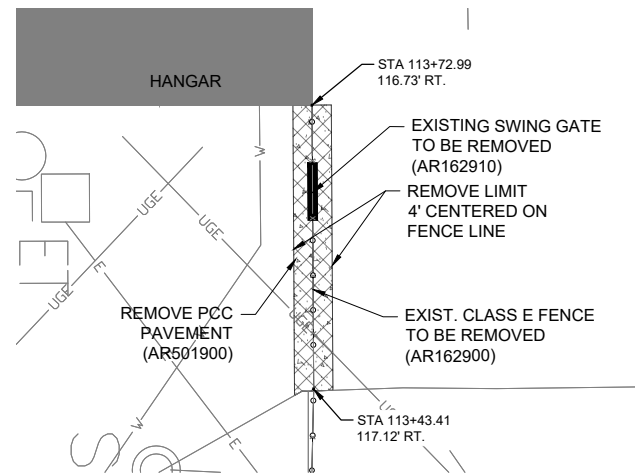 HANGAR
STA 113+72.99
116.73' RT.
EXISTING SWING GATE
TO BE REMOVED
(AR162910)
REMOVE LIMIT
4' CENTERED ON
FENCE LINE
W
UGE
UGE
UGE
E
E
UGE
UGE
REMOVE PCC
PAVEMENT
(AR501900)
EXIST. CLASS E FENCE
TO BE REMOVED
(AR162900)
STA 113+43.41
117.12' RT.
W
E
S